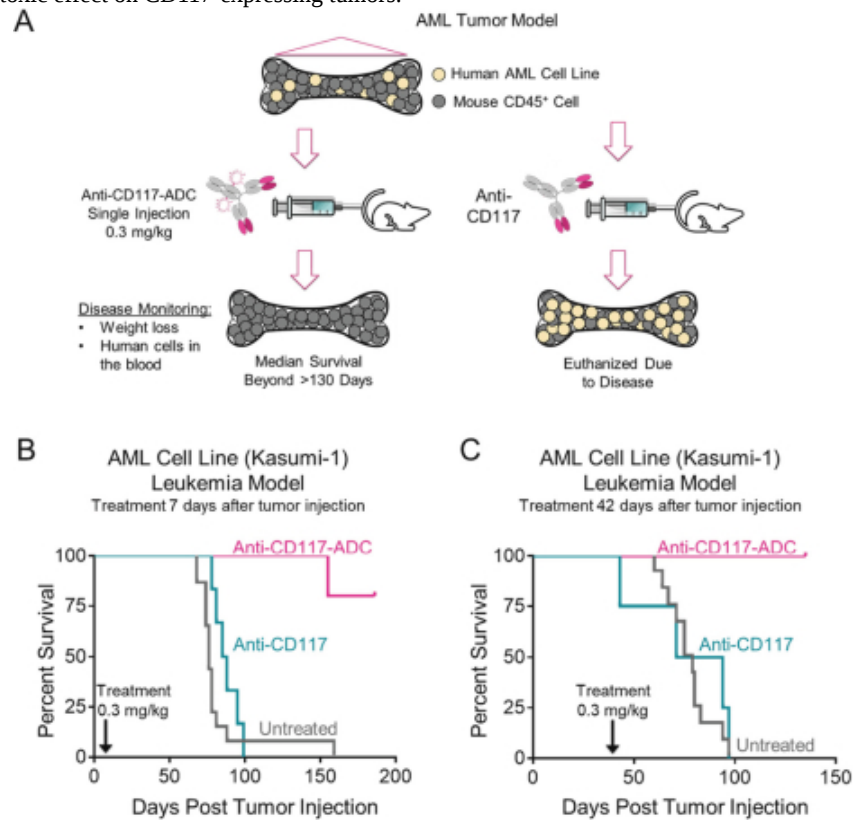 tonic effect on CD117-expressing tumors.
A
AML Tumor Model
Human AML Cell Line
Mouse CD45⁺ Cell
Anti-CD117-ADC
Single Injection
0.3 mg/kg
Anti-
CD117
Disease Monitoring:
• Weight loss
• Human cells in
the blood
Median Survival
Beyond >130 Days
Euthanized Due
to Disease
B
AML Cell Line (Kasumi-1)
Leukemia Model
Treatment 7 days after tumor injection
Anti-CD117-ADC
Anti-CD117
Untreated
Treatment
0.3 mg/kg
Percent Survival
100
75
50
25
0
0 50 100 150 200
Days Post Tumor Injection
C
AML Cell Line (Kasumi-1)
Leukemia Model
Treatment 42 days after tumor injection
Anti-CD117-ADC
Anti-CD117
Untreated
Treatment
0.3 mg/kg
Percent Survival
100
75
50
25
0
0 50 100 150
Days Post Tumor Injection